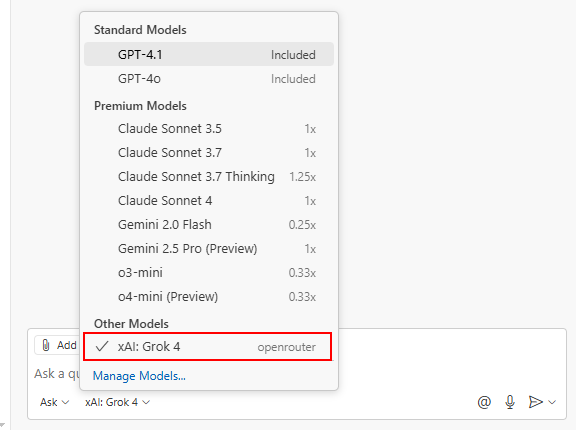 Standard Models
GPT-4.1 Included
GPT-4o Included
Premium Models
Claude Sonnet 3.5 1x
Claude Sonnet 3.7 1x
Claude Sonnet 3.7 Thinking 1.25x
Claude Sonnet 4 1x
Gemini 2.0 Flash 0.25x
Gemini 2.5 Pro (Preview) 1x
o3-mini 0.33x
o4-mini (Preview) 0.33x
Other Models
xAI: Grok 4 openrouter
Manage Models...
Add
Ask a qu
Ask xAI: Grok 4 @